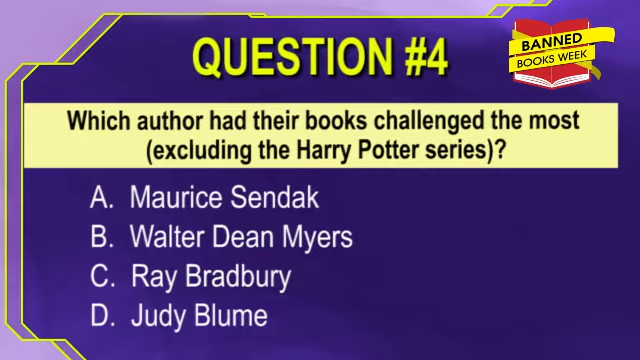 BANNED
BOOKS WEEK
QUESTION #4
Which author had their books challenged the most
(excluding the Harry Potter series)?
A. Maurice Sendak
B. Walter Dean Myers
C. Ray Bradbury
D. Judy Blume